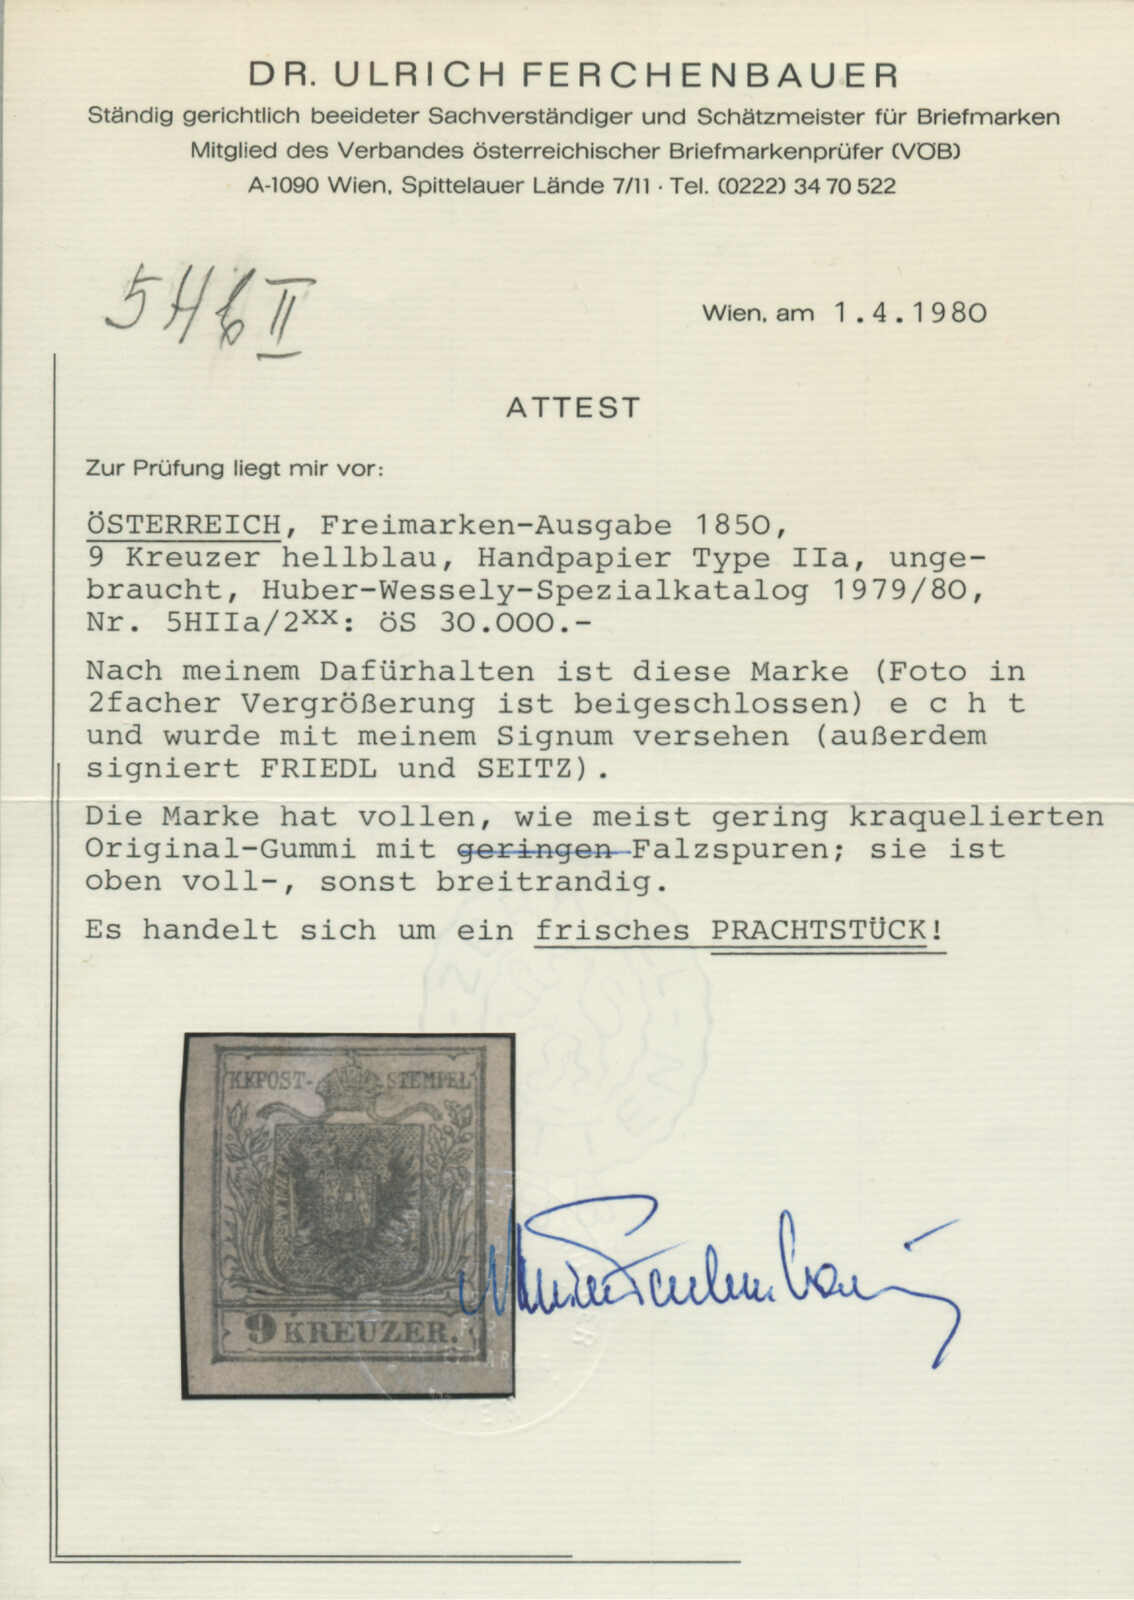 DR. ULRICH FERCHENBAUER
Ständig gerichtlich beeideter Sachverständiger und Schätzmeister für Briefmarken
Mitglied des Verbandes österreichischer Briefmarkenprüfer (VÖB)
A-1090 Wien, Spittelauer Lände 7/11 · Tel. (0222) 34 70 522
5H b II
Wien, am 1.4.1980
ATTEST
Zur Prüfung liegt mir vor:
ÖSTERREICH, Freimarken-Ausgabe 1850,
9 Kreuzer hellblau, Handpapier Type IIa, unge-
braucht, Huber-Wessely-Spezialkatalog 1979/80,
Nr. 5HIIa/2xx: öS 30.000.-
Nach meinem Dafürhalten ist diese Marke (Foto in
2facher Vergrößerung ist beigeschlossen) e c h t
und wurde mit meinem Signum versehen (außerdem
signiert FRIEDL und SEITZ).
Die Marke hat vollen, wie meist gering kraquelierten
Original-Gummi mit geringen Falzspuren; sie ist
oben voll-, sonst breitrandig.
Es handelt sich um ein frisches PRACHTSTÜCK!
KKPOST-STEMPEL
9 KREUZER.